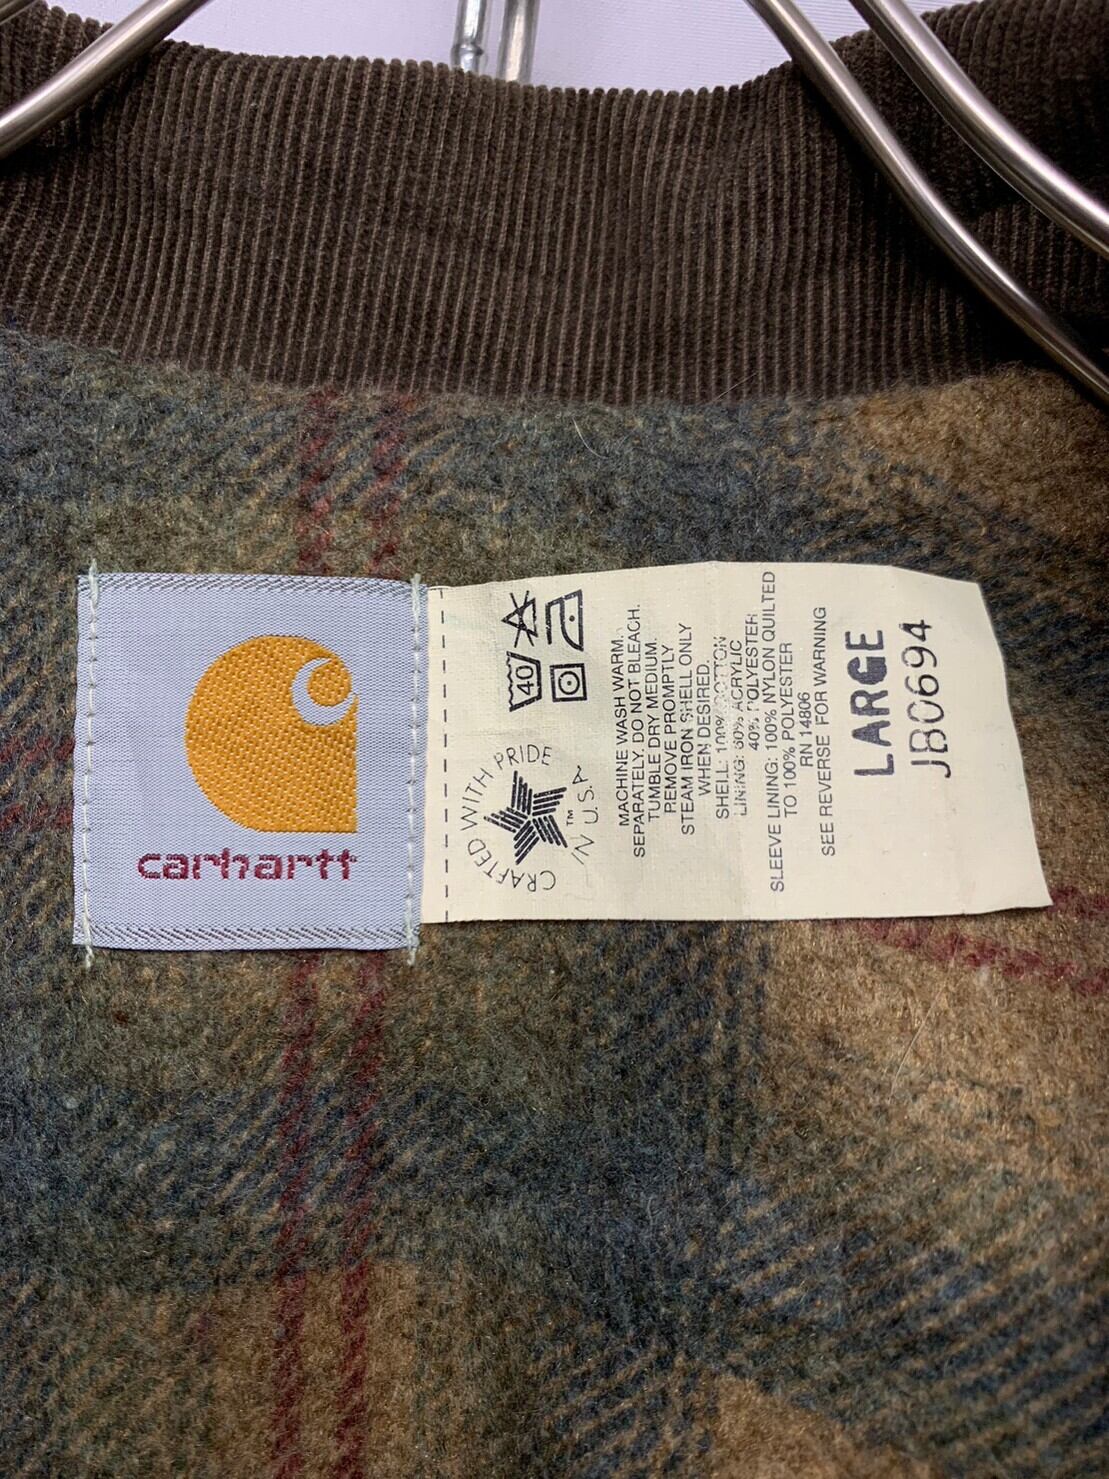 carhartt
40
CRAFTED WITH PRIDE
IN U.S.A
™
MACHINE WASH WARM.
SEPARATELY. DO NOT BLEACH.
TUMBLE DRY MEDIUM.
REMOVE PROMPTLY
STEAM IRON SHELL ONLY
WHEN DESIRED.
SHELL: 100% COTTON
LINING: 60% ACRYLIC
40% POLYESTER
SLEEVE LINING: 100% NYLON QUILTED
TO 100% POLYESTER
RN 14806
SEE REVERSE FOR WARNING
LARGE
JB0694